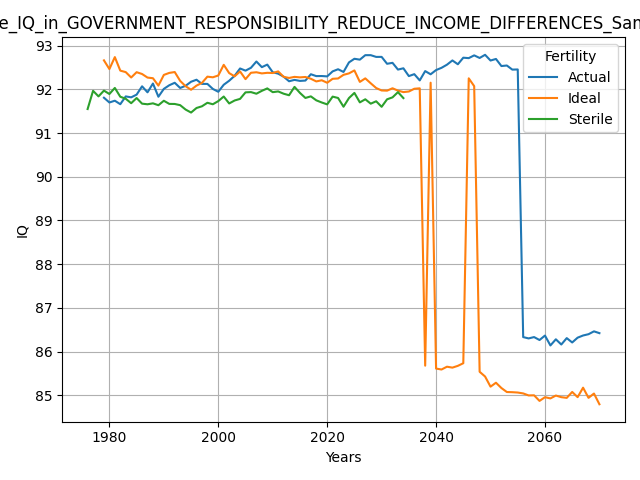 e_IQ_in_GOVERNMENT_RESPONSIBILITY_REDUCE_INCOME_DIFFERENCES_San
93
92
91
90
89
88
87
86
85
IQ
Fertility
Actual
Ideal
Sterile
1980 2000 2020 2040 2060
Years